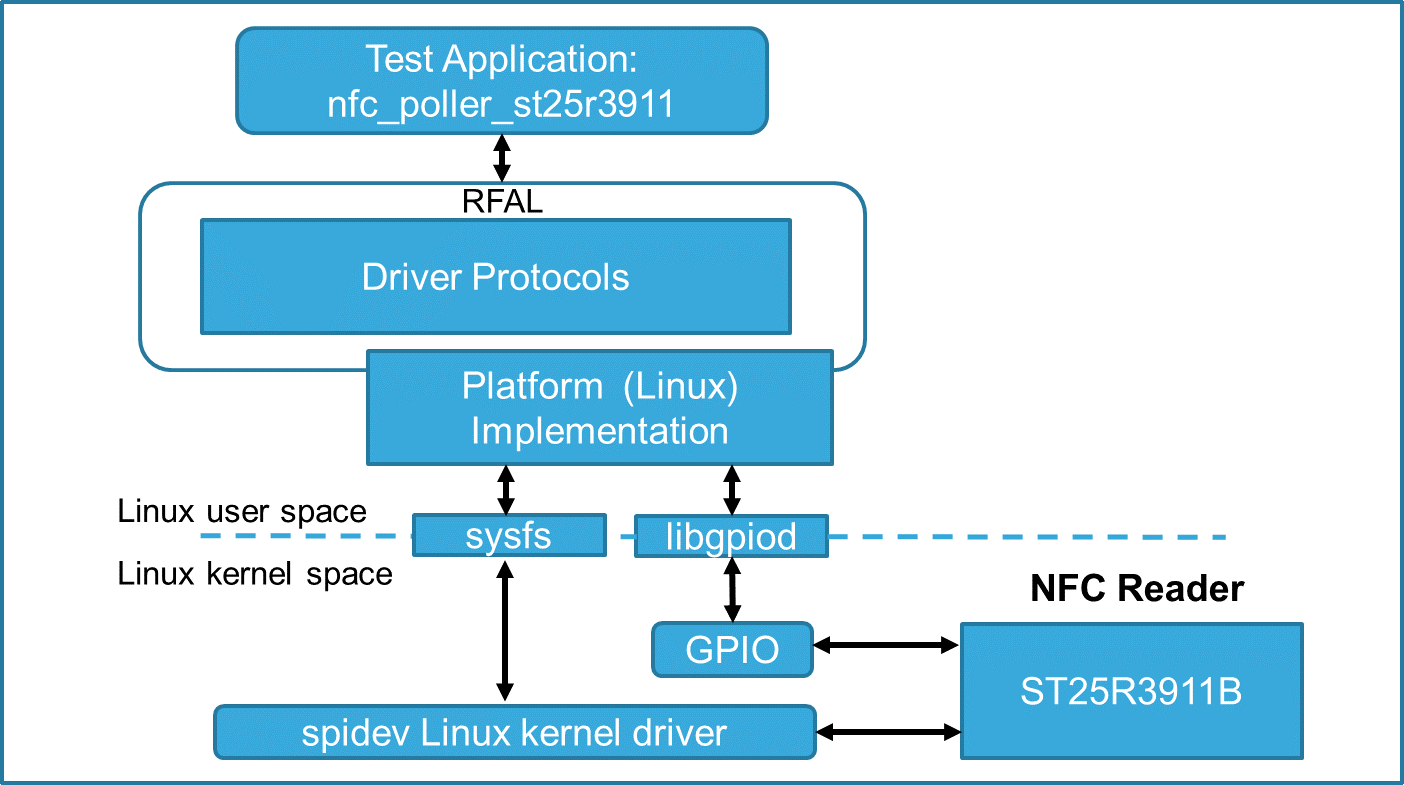 Test Application:
nfc_poller_st25r3911
RFAL
Driver Protocols
Platform (Linux)
Implementation
Linux user space
sysfs
libgpiod
Linux kernel space
NFC Reader
GPIO
ST25R3911B
spidev Linux kernel driver